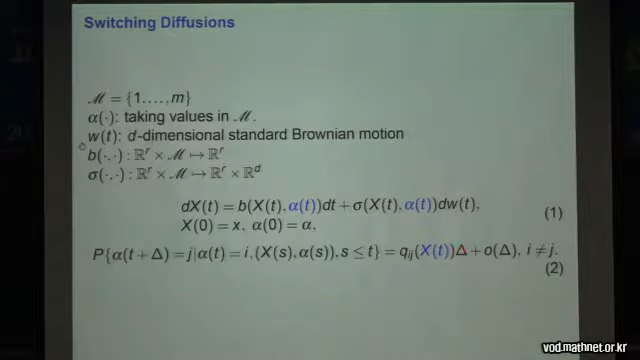 Switching Diffusions
ℳ = {1,...,m}
α(·): taking values in ℳ.
w(t): d-dimensional standard Brownian motion
b(·,·) : ℝ^r × ℳ ↦ ℝ^r
σ(·,·) : ℝ^r × ℳ ↦ ℝ^r × ℝ^d
dX(t) = b(X(t), α(t))dt + σ(X(t), α(t))dw(t),
X(0) = x, α(0) = α, (1)
P{α(t+Δ) = j|α(t) = i, (X(s), α(s)), s ≤ t} = q_ij(X(t))Δ + o(Δ), i ≠ j.
(2)
vod.mathnet.or.kr